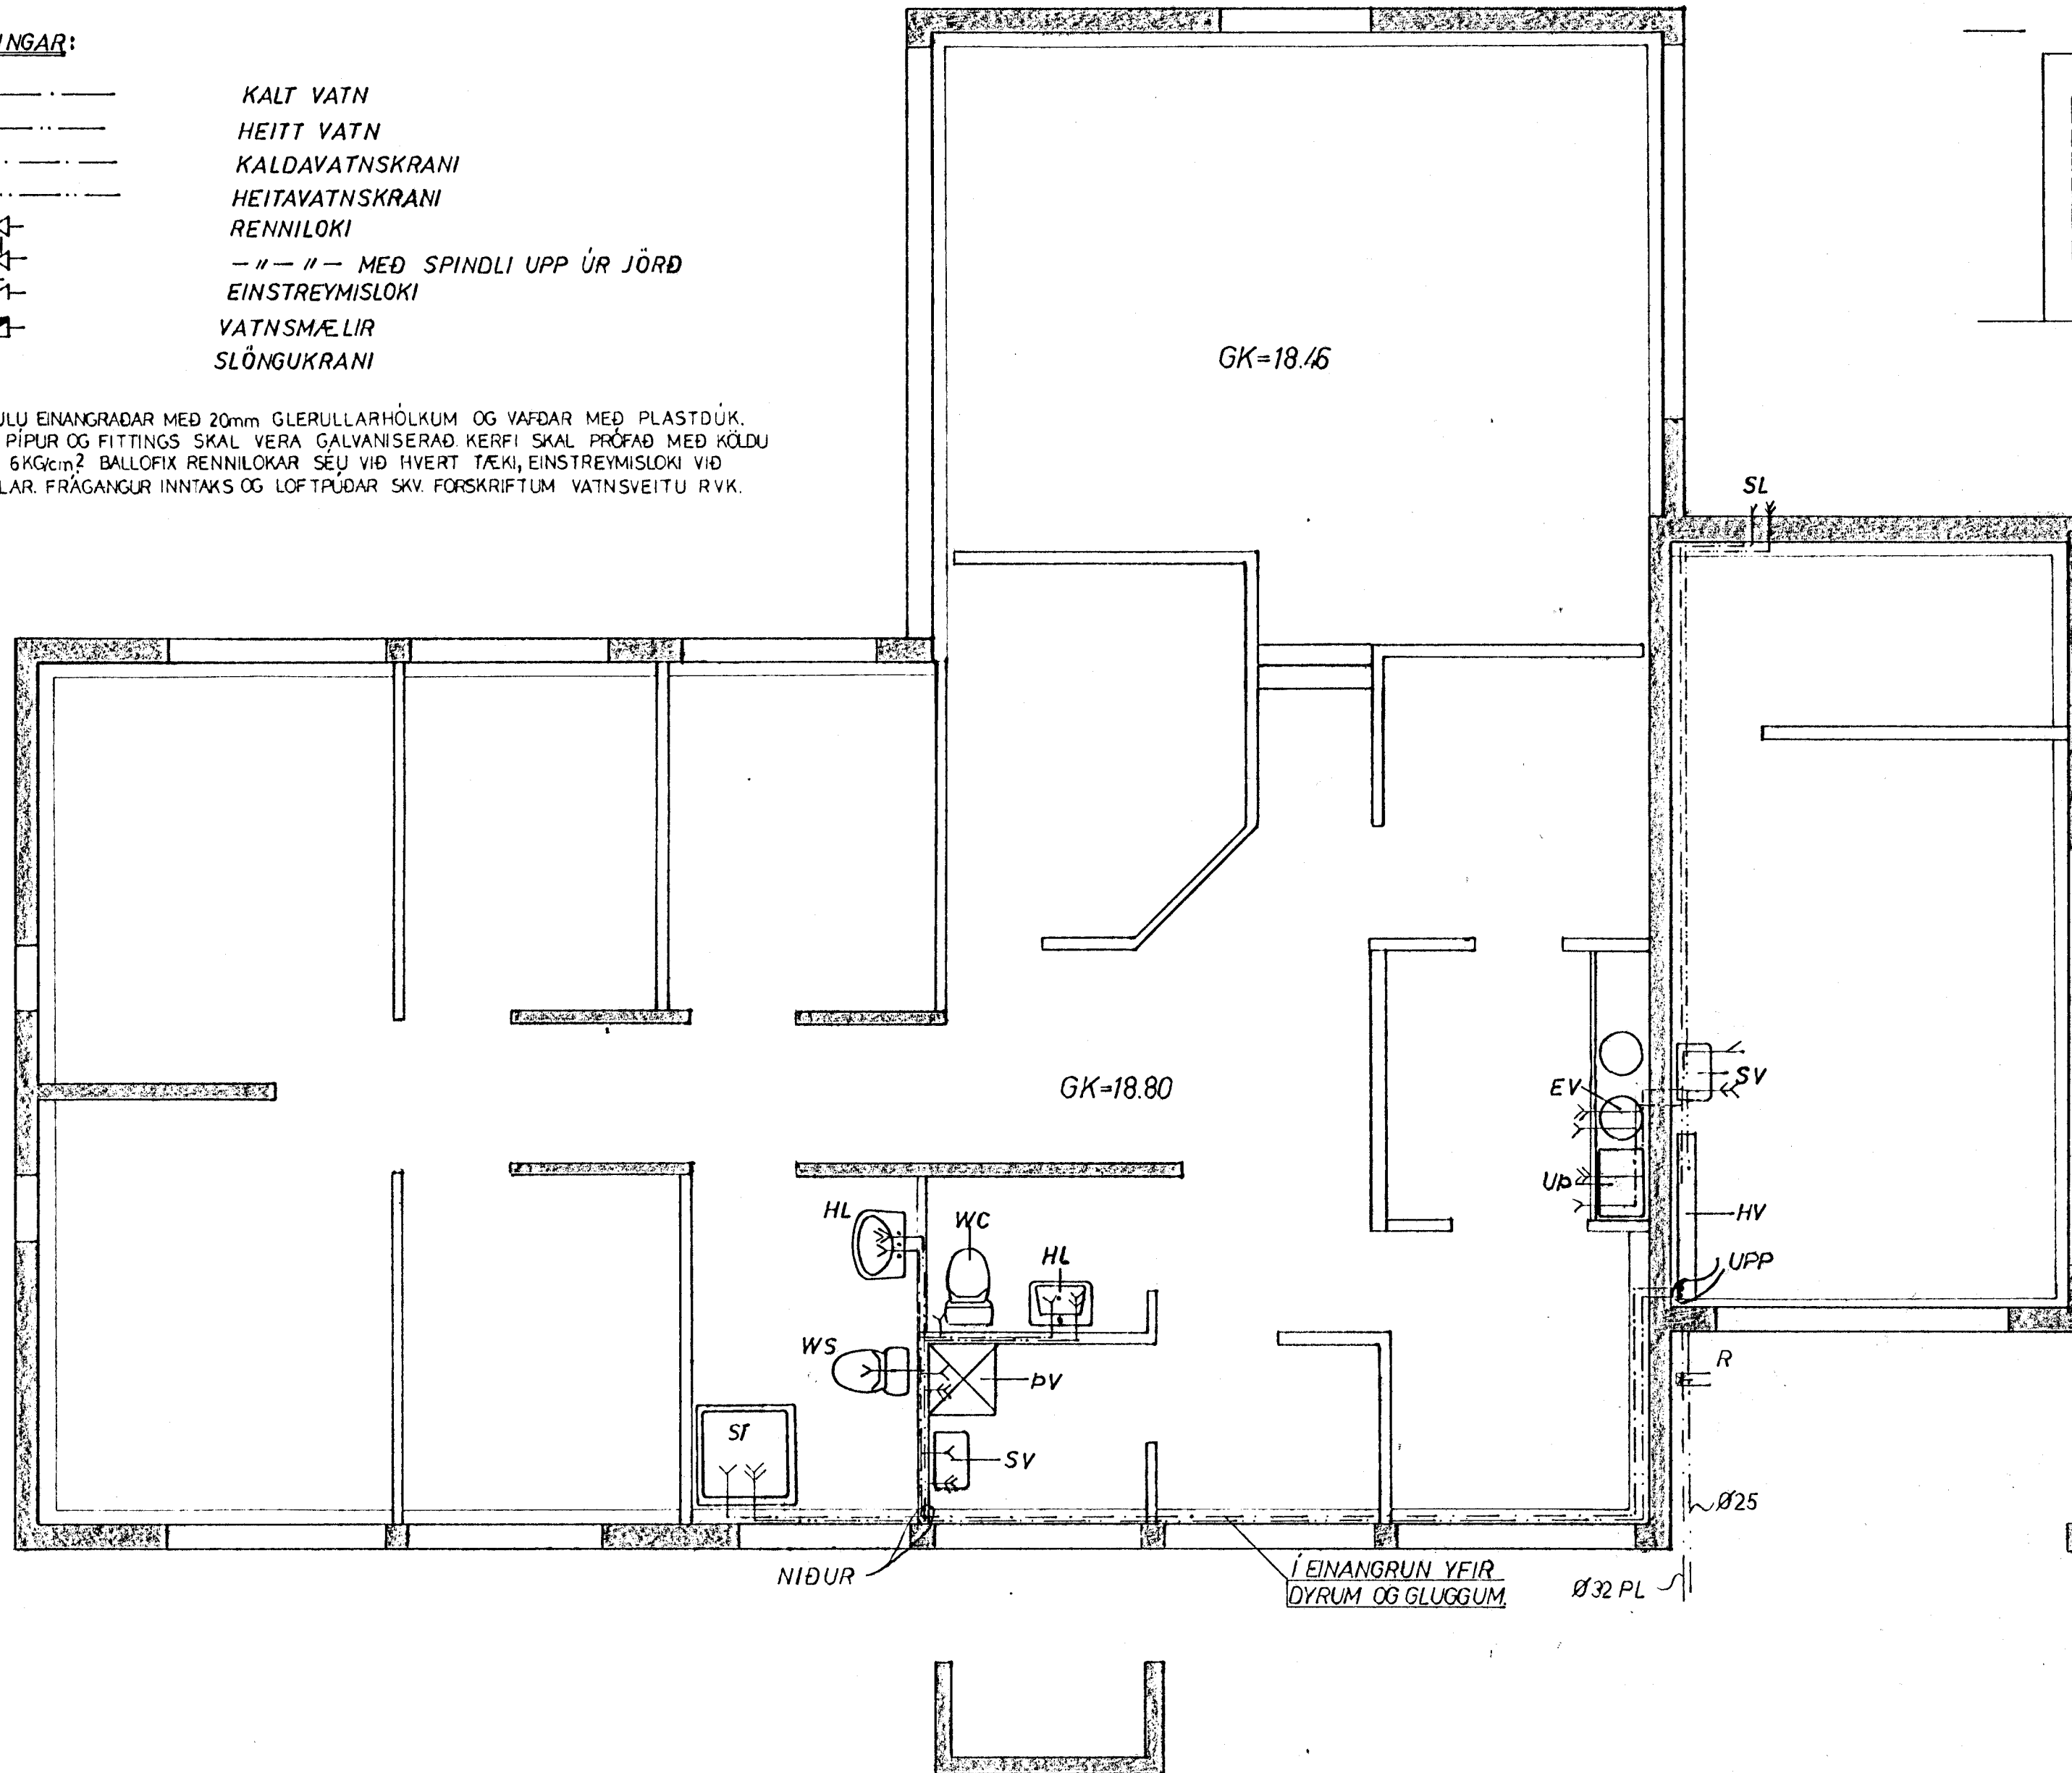 INGAR:
KALT VATN
HEITT VATN
KALDAVATNSKRANI
HEITAVATNSKRANI
RENNILOKI
—〃 — 〃 — MEÐ SPINDLI UPP ÚR JÖRÐ
EINSTREYMISLOKI
VATNSMÆLIR
SLÖNGUKRANI
ULU EINANGRAÐAR MEÐ 20mm GLERULLARHÓLKUM OG VAFÐAR MEÐ PLASTDÚK.
PÍPUR OG FITTINGS SKAL VERA GALVANISERAÐ. KERFI SKAL PRÓFAÐ MEÐ KÖLDU
6KG/cm² BALLOFIX RENNILOKAR SÉU VIÐ HVERT TÆKI, EINSTREYMISLOKI VIÐ
LAR. FRÁGANGUR INNTAKS OG LOFTPÚÐAR SKV. FORSKRIFTUM VATNSVEITU RVK.
GK=18.46
SL
GK=18.80
EV
SV
UÞ
HV
UPP
HL
WC
HL
WS
ÞV
R
ST
SV
Ø25
NIÐUR
Í EINANGRUN YFIR
DYRUM OG GLUGGUM.
Ø32 PL